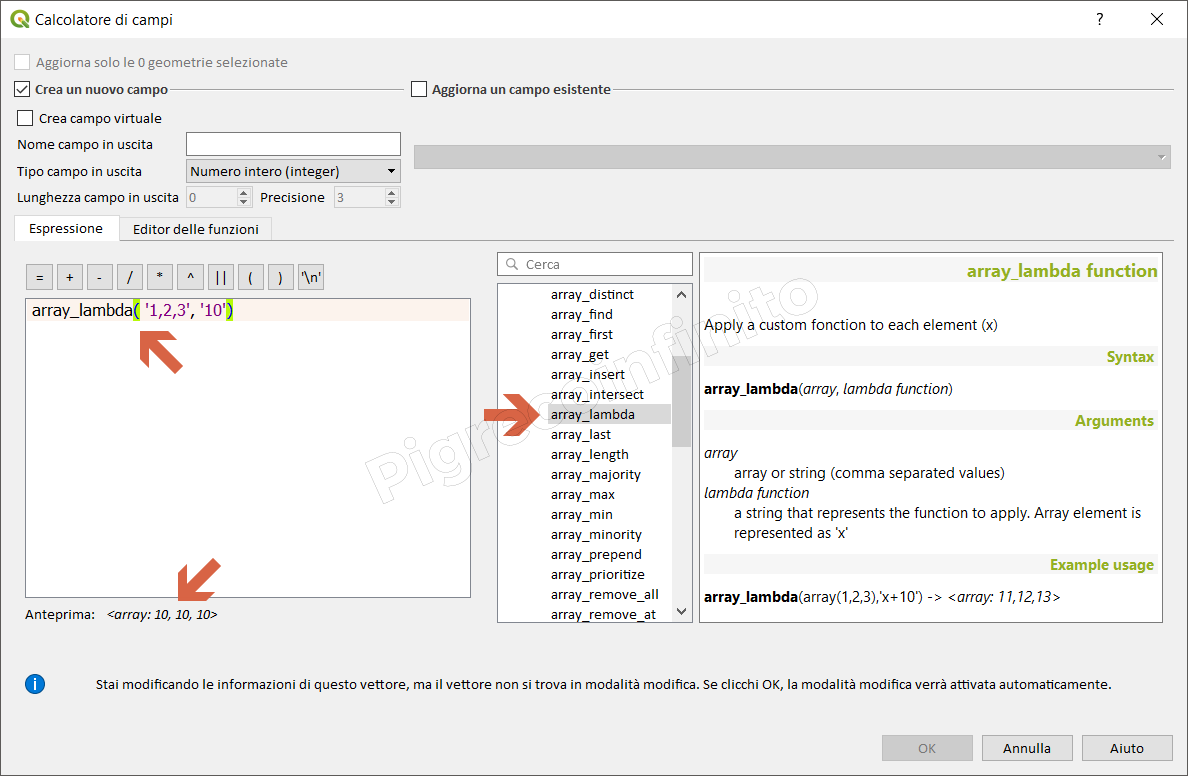 Calcolatore di campi
?
Aggiorna solo le 0 geometrie selezionate
Crea un nuovo campo
Aggiorna un campo esistente
Crea campo virtuale
Nome campo in uscita
Tipo campo in uscita
Numero intero (integer)
Lunghezza campo in uscita
0
Precisione
3
Espressione
Editor delle funzioni
= + - / * ^ || ( ) '\n'
array_lambda( '1,2,3', '10')
Anteprima: <array: 10, 10, 10>
Cerca
array_distinct
array_find
array_first
array_get
array_insert
array_intersect
array_lambda
array_last
array_length
array_majority
array_max
array_min
array_minority
array_prepend
array_prioritize
array_remove_all
array_remove_at
array_lambda function
Apply a custom fonction to each element (x)
Syntax
array_lambda(array, lambda function)
Arguments
array
array or string (comma separated values)
lambda function
a string that represents the function to apply. Array element is
represented as 'x'
Example usage
array_lambda(array(1,2,3),'x+10') -> <array: 11,12,13>
Pigrecoinfinito
i
Stai modificando le informazioni di questo vettore, ma il vettore non si trova in modalità modifica. Se clicchi OK, la modalità modifica verrà attivata automaticamente.
OK
Annulla
Aiuto